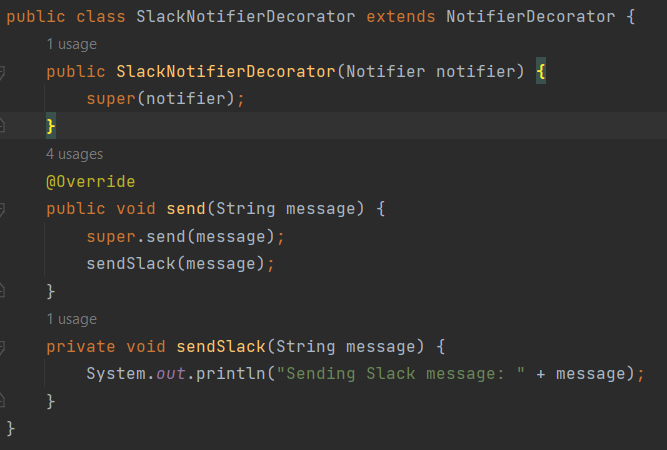 public class SlackNotifierDecorator extends NotifierDecorator {
1 usage
public SlackNotifierDecorator(Notifier notifier) {
super(notifier);
}
4 usages
@Override
public void send(String message) {
super.send(message);
sendSlack(message);
}
1 usage
private void sendSlack(String message) {
System.out.println("Sending Slack message: " + message);
}
}